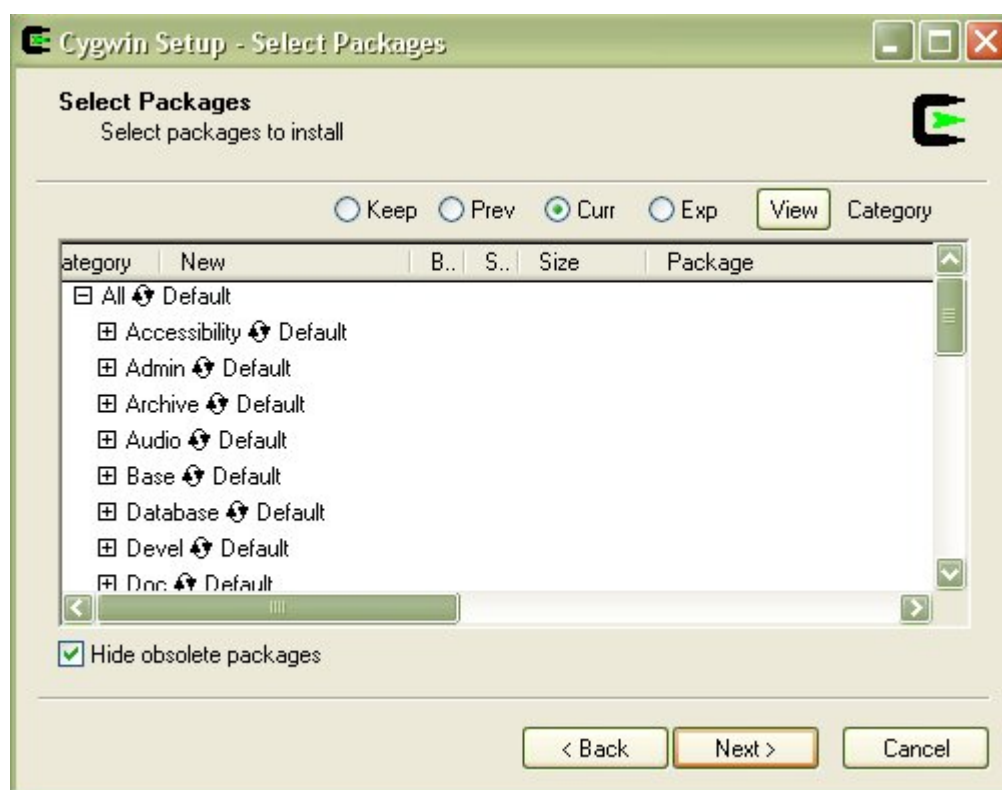 Cygwin Setup - Select Packages
Select Packages
Select packages to install
Keep Prev Curr Exp View Category
ategory New B.. S.. Size Package
All Default
Accessibility Default
Admin Default
Archive Default
Audio Default
Base Default
Database Default
Devel Default
Doc Default
Hide obsolete packages
< Back Next > Cancel